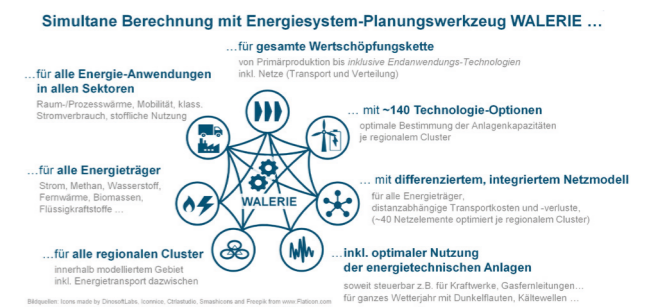 Simultane Berechnung mit Energiesystem-Planungswerkzeug WALERIE …
…für gesamte Wertschöpfungskette
von Primärproduktion bis inklusive Endanwendungs-Technologien
inkl. Netze (Transport und Verteilung)
…für alle Energie-Anwendungen
in allen Sektoren
Raum-/Prozesswärme, Mobilität, klass.
Stromverbrauch, stoffliche Nutzung
… mit ~140 Technologie-Optionen
optimale Bestimmung der Anlagenkapazitäten
je regionalem Cluster
…für alle Energieträger
Strom, Methan, Wasserstoff,
Fernwärme, Biomassen,
Flüssigkraftstoffe …
WALERIE
… mit differenziertem, integriertem Netzmodell
für alle Energieträger,
distanzabhängige Transportkosten und -verluste,
(~40 Netzelemente optimiert je regionalem Cluster)
…für alle regionalen Cluster
innerhalb modelliertem Gebiet
inkl. Energietransport dazwischen
…inkl. optimaler Nutzung
der energietechnischen Anlagen
soweit steuerbar z.B. für Kraftwerke, Gasfernleitungen…
für ganzes Wetterjahr mit Dunkelflauten, Kältewellen …
Bildquellen: Icons made by DinosoftLabs, Iconnice, Smashicons and Freepik from www.Flaticon.com